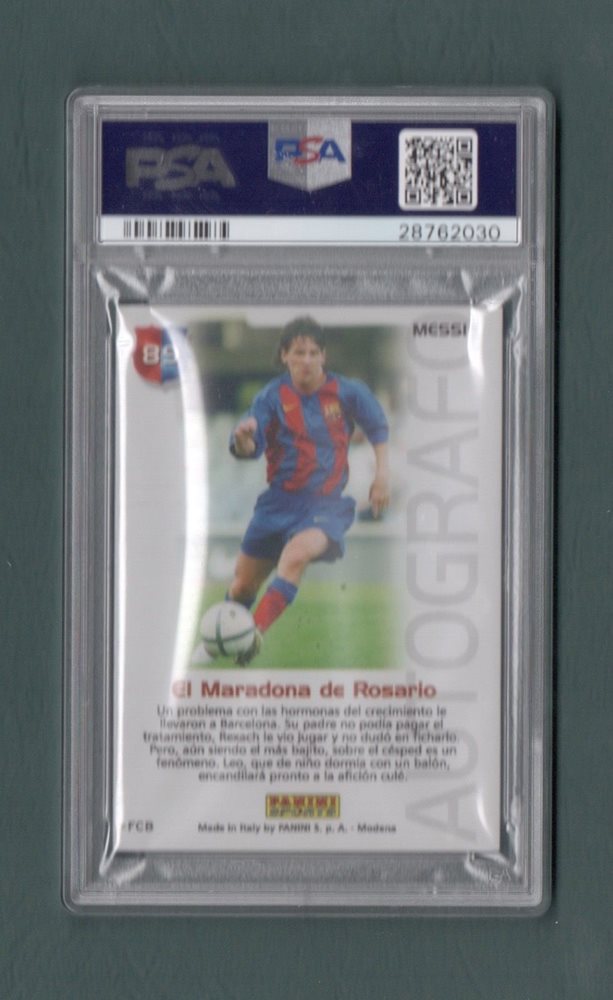 PSA
PSA
28762030
89
MESSI
AUTOGRAFO
El Maradona de Rosario
Un problema con las hormonas del crecimiento le
llevaron a Barcelona. Su padre no podía pagar el
tratamiento, Rexach le vio jugar y no dudó en ficharlo.
Pero, aún siendo el más bajito, sobre el césped es un
fenómeno. Leo, que de niño dormía con un balón,
encandilará pronto a la afición culé.
PANINI
SPORTS
FCB
Made in Italy by PANINI S. p. A. - Modena